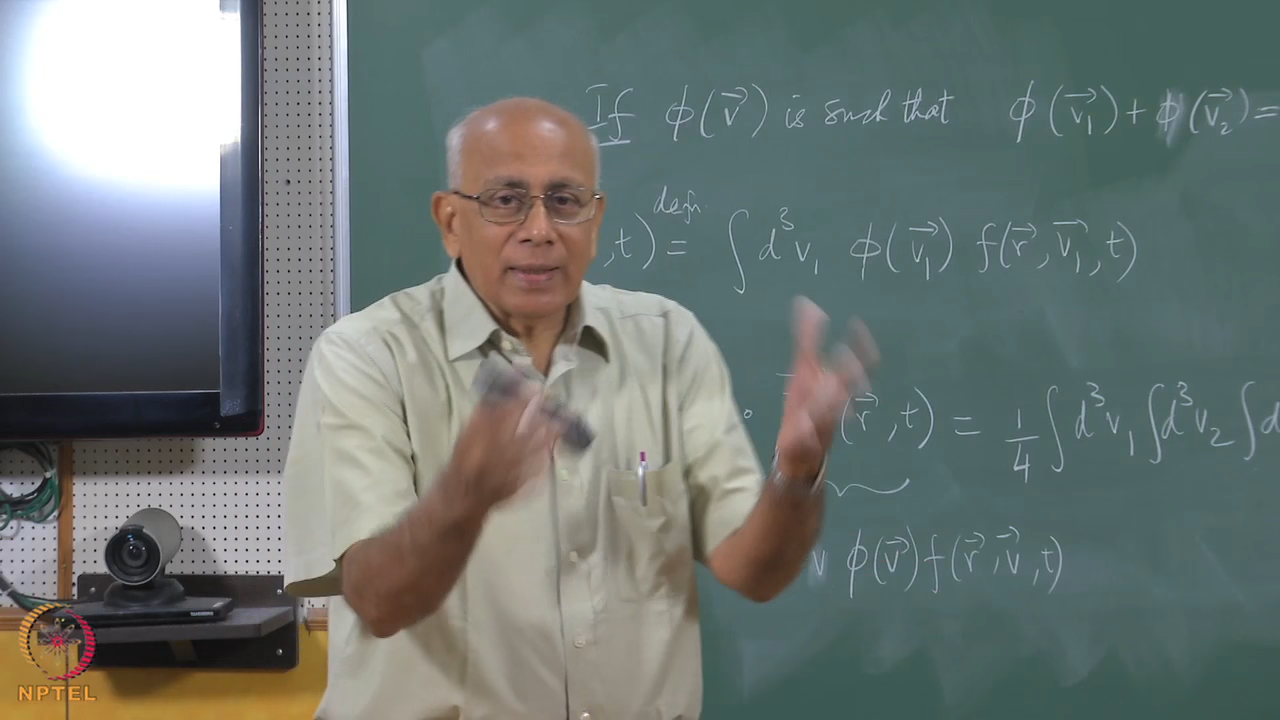 If ϕ(v⃗) is such that ϕ(v⃗₁) + ϕ(v⃗₂) =
,t) defn. = ∫ d³v₁ ϕ(v⃗₁) f(r⃗, v⃗₁, t)
(r⃗, t) = 1/4 ∫ d³v₁ ∫ d³v₂ ∫ d
v ϕ(v⃗) f(r⃗, v⃗, t)
NPTEL